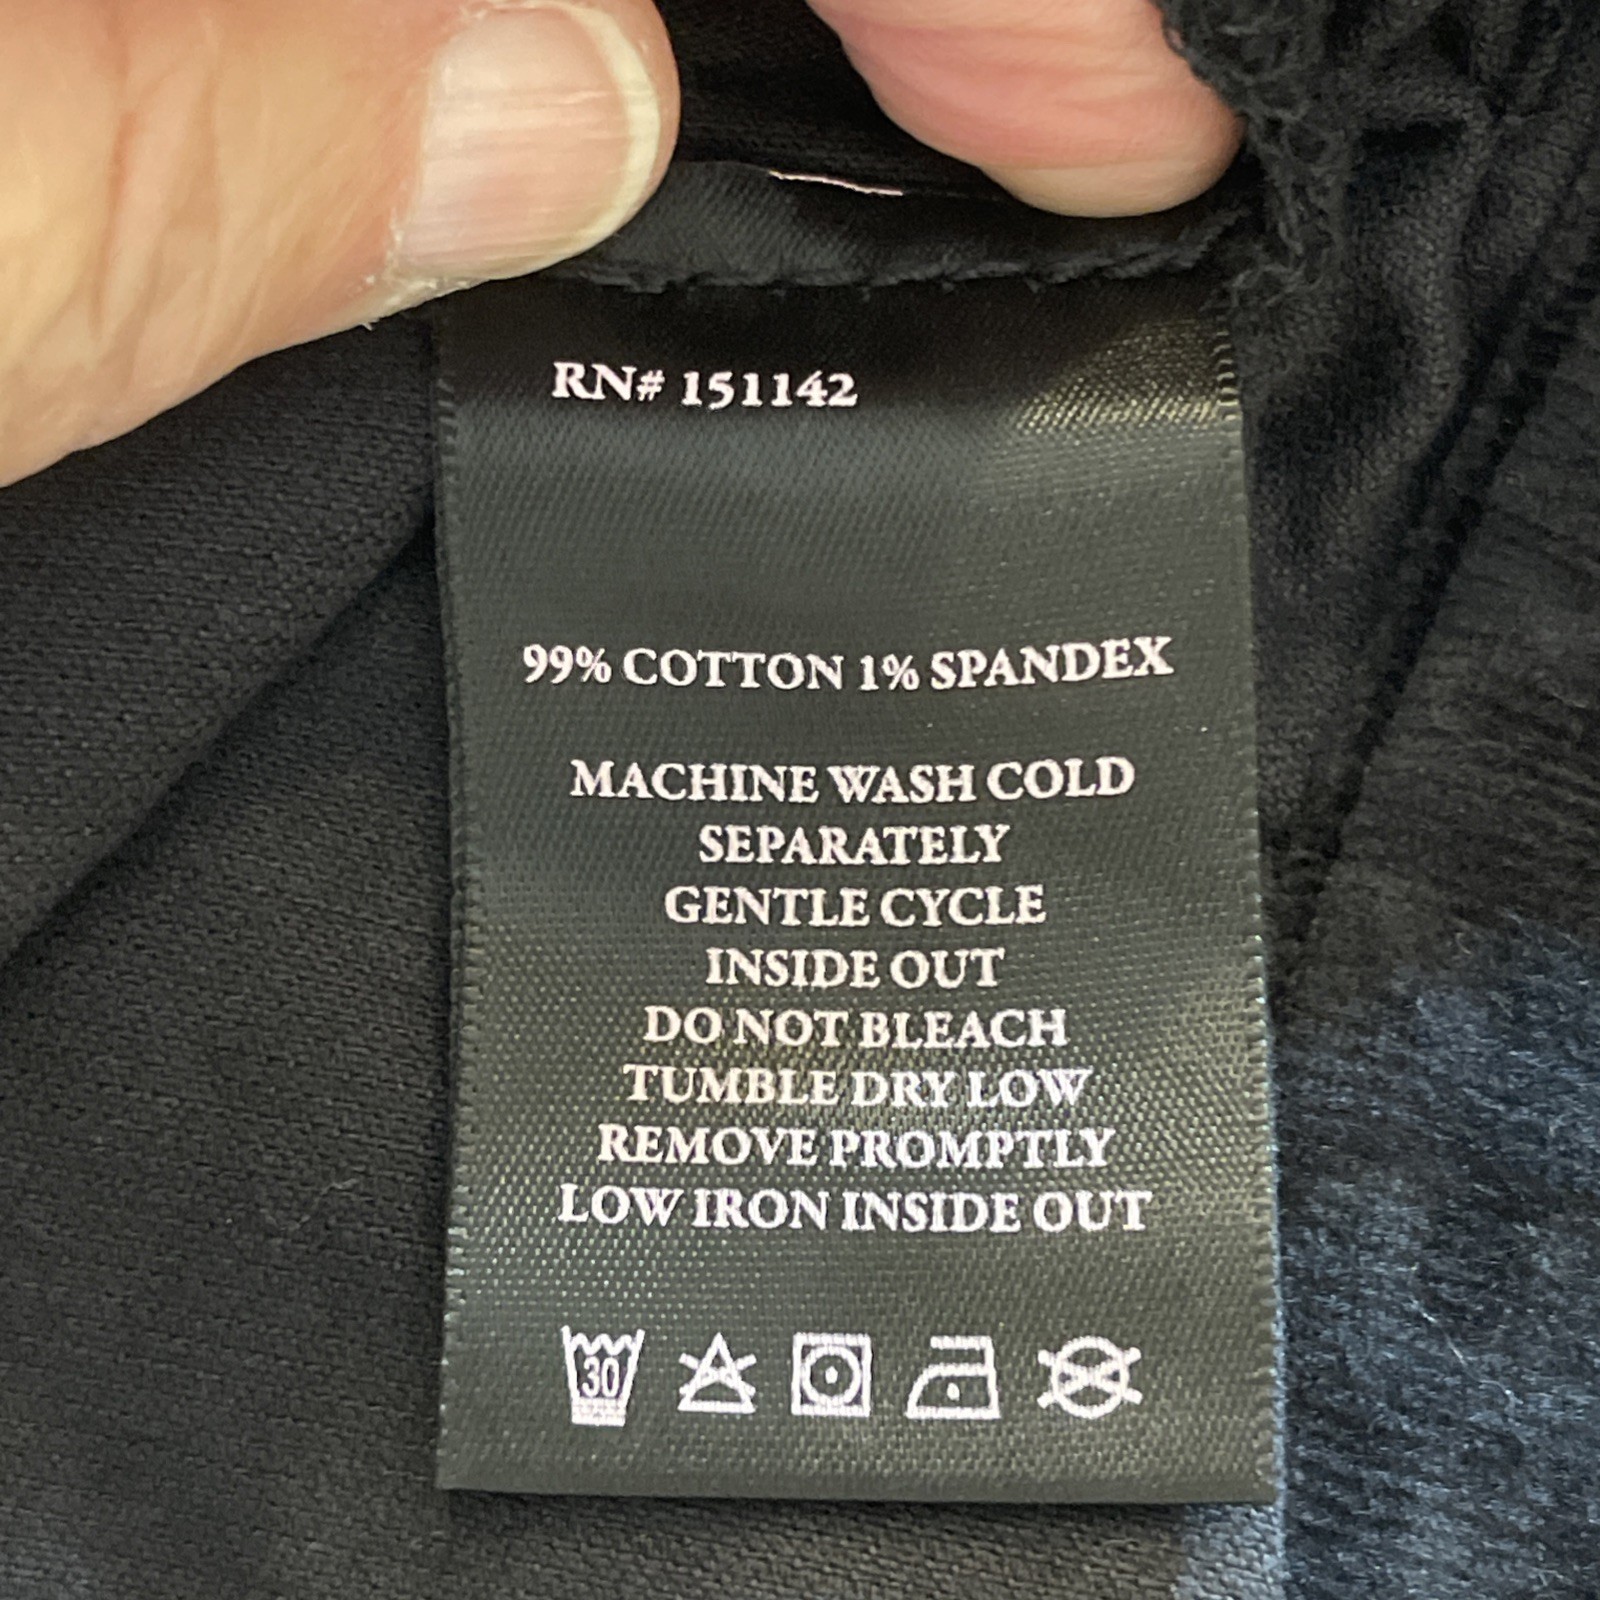 RN# 151142
99% COTTON 1% SPANDEX
MACHINE WASH COLD
SEPARATELY
GENTLE CYCLE
INSIDE OUT
DO NOT BLEACH
TUMBLE DRY LOW
REMOVE PROMPTLY
LOW IRON INSIDE OUT
30